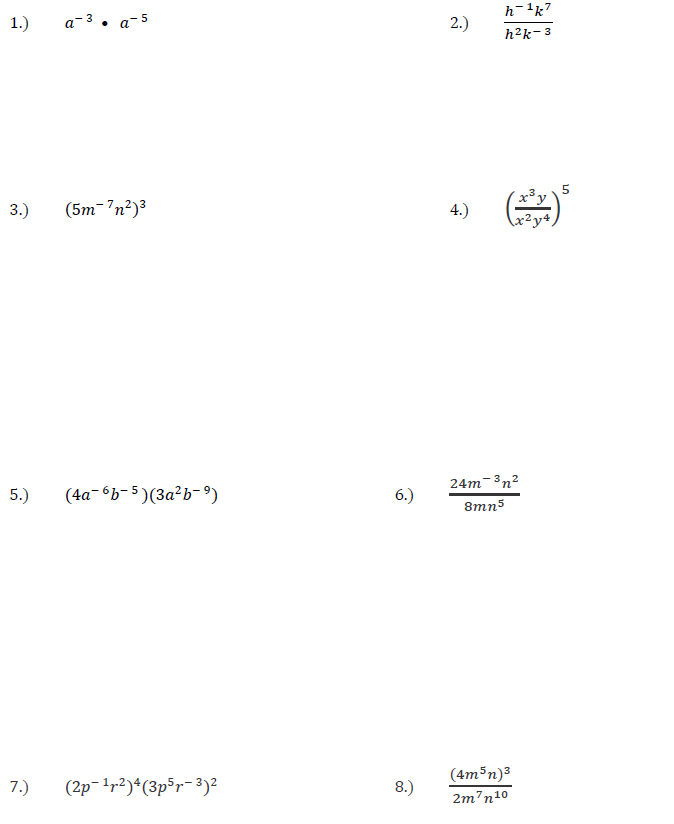 1.) a⁻³ • a⁻⁵
2.) h⁻¹k⁷ / h²k⁻³
3.) (5m⁻⁷n²)³
4.) (x³y / x²y⁴)⁵
5.) (4a⁻⁶b⁻⁵)(3a²b⁻⁹)
6.) 24m⁻³n² / 8mn⁵
7.) (2p⁻¹r²)⁴(3p⁵r⁻³)²
8.) (4m⁵n)³ / 2m⁷n¹⁰